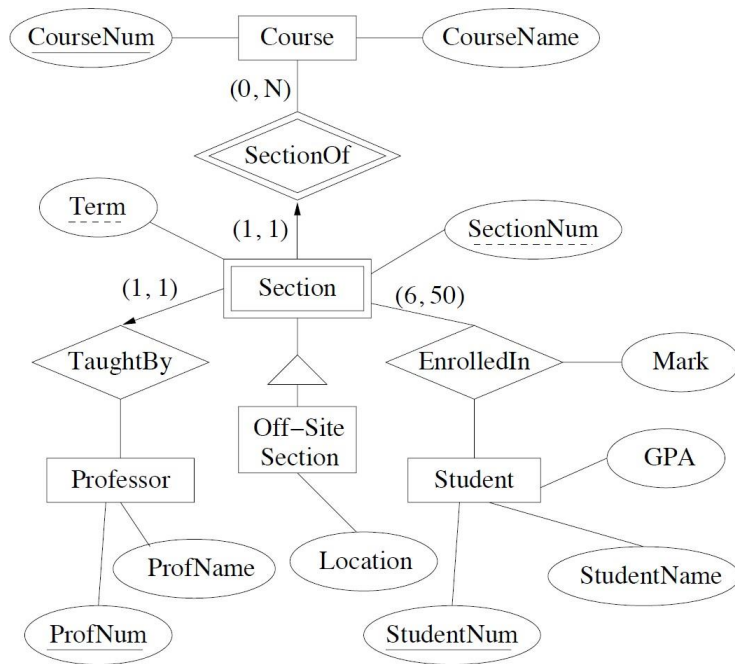 CourseNum
Course
CourseName
(0, N)
SectionOf
Term
(1, 1)
SectionNum
(1, 1)
Section
(6, 50)
TaughtBy
EnrolledIn
Mark
Off–Site
Section
Professor
Student
GPA
ProfName
Location
StudentName
ProfNum
StudentNum